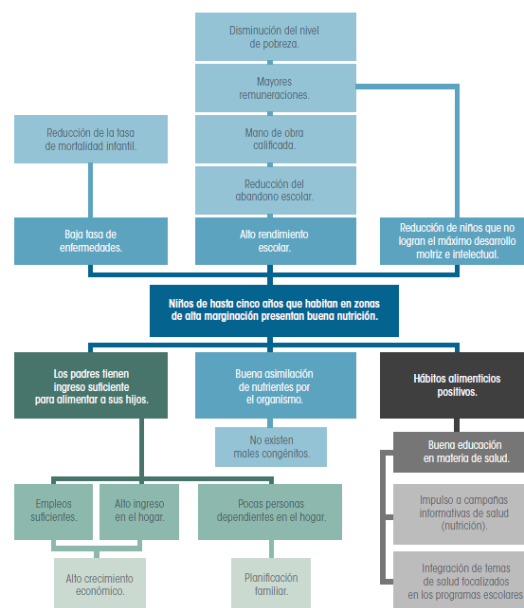 Disminución del nivel
de pobreza.
Mayores
remuneraciones.
Reducción de la tasa
de mortalidad infantil.
Mano de obra
calificada.
Reducción del
abandono escolar.
Baja tasa de
enfermedades.
Alto rendimiento
escolar.
Reducción de niños que no
logran el máximo desarrollo
motriz e intelectual.
Niños de hasta cinco años que habitan en zonas
de alta marginación presentan buena nutrición.
Los padres tienen
ingreso suficiente
para alimentar a sus hijos.
Buena asimilación
de nutrientes por
el organismo.
Hábitos alimenticios
positivos.
No existen
males congénitos.
Buena educación
en materia de salud.
Empleos
suficientes.
Alto ingreso
en el hogar.
Pocas personas
dependientes en el hogar.
Impulso a campañas
informativas de salud
(nutrición).
Alto crecimiento
económico.
Planificación
familiar.
Integración de temas
de salud focalizados
en los programas escolares